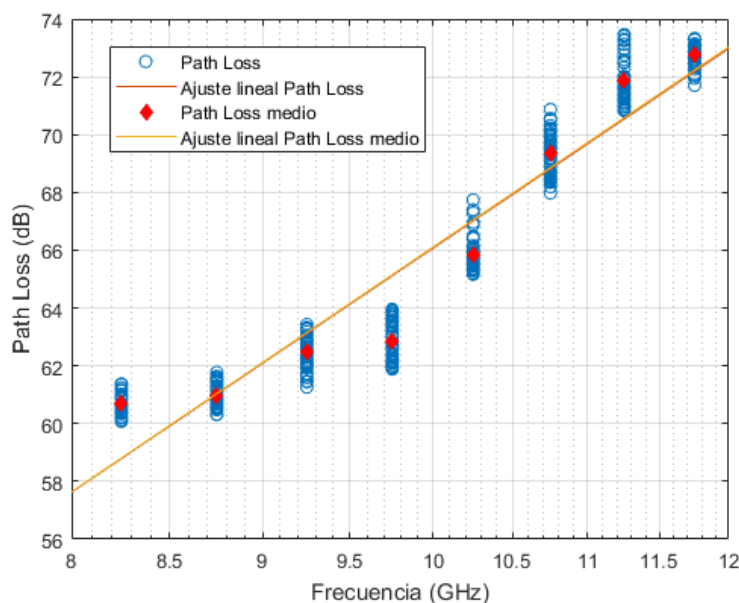 74
72
70
68
66
64
62
60
58
56
Path Loss (dB)
Path Loss
Ajuste lineal Path Loss
Path Loss medio
Ajuste lineal Path Loss medio
8 8.5 9 9.5 10 10.5 11 11.5 12
Frecuencia (GHz)